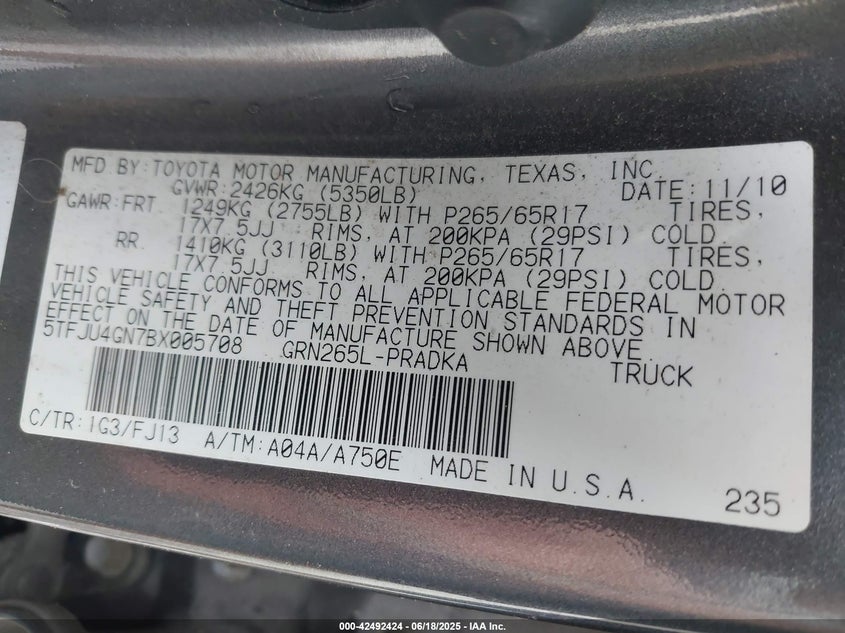 MFD BY: TOYOTA MOTOR MANUFACTURING, TEXAS, INC.
GVWR: 2426KG (5350LB) DATE: 11/10
GAWR: FRT 1249KG (2755LB) WITH P265/65R17 TIRES,
17X7.5JJ RIMS, AT 200KPA (29PSI) COLD.
RR. 1410KG (3110LB) WITH P265/65R17 TIRES,
17X7.5JJ RIMS, AT 200KPA (29PSI) COLD.
THIS VEHICLE CONFORMS TO ALL APPLICABLE FEDERAL MOTOR
VEHICLE SAFETY AND THEFT PREVENTION STANDARDS IN
EFFECT ON THE DATE OF MANUFACTURE SHOWN ABOVE.
5TFJU4GN7BX005708 GRN265L-PRADKA TRUCK
C/TR: 1G3/FJ13 A/TM: A04A/A750E MADE IN U.S.A.
235
000-42492424 - 06/18/2025 - IAA Inc.